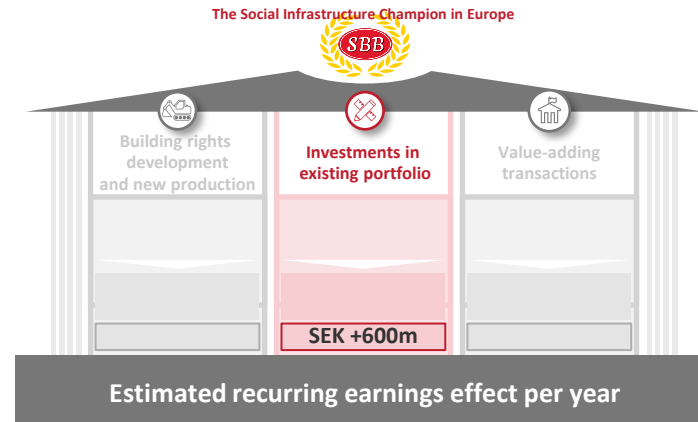 The Social Infrastructure Champion in Europe
SBB
Building rights
development
and new production
Investments in
existing portfolio
Value-adding
transactions
SEK +600m
Estimated recurring earnings effect per year